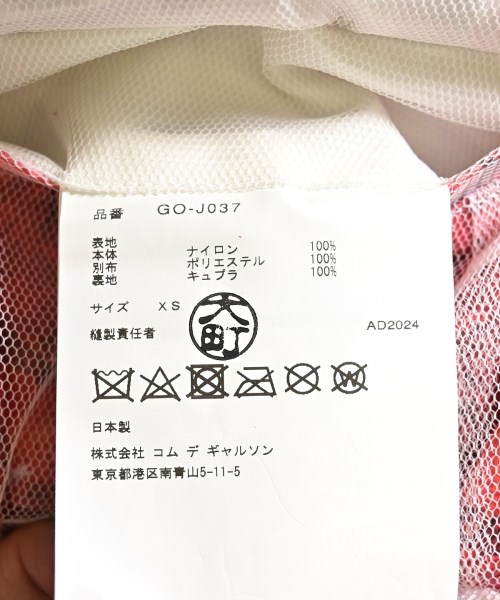 品番 GO-J037
表地
本体 ナイロン 100%
別布 ポリエステル 100%
裏地 キュプラ 100%
サイズ XS
大町
縫製責任者 AD2024
W
日本製
株式会社 コム デ ギャルソン
東京都港区南青山5-11-5